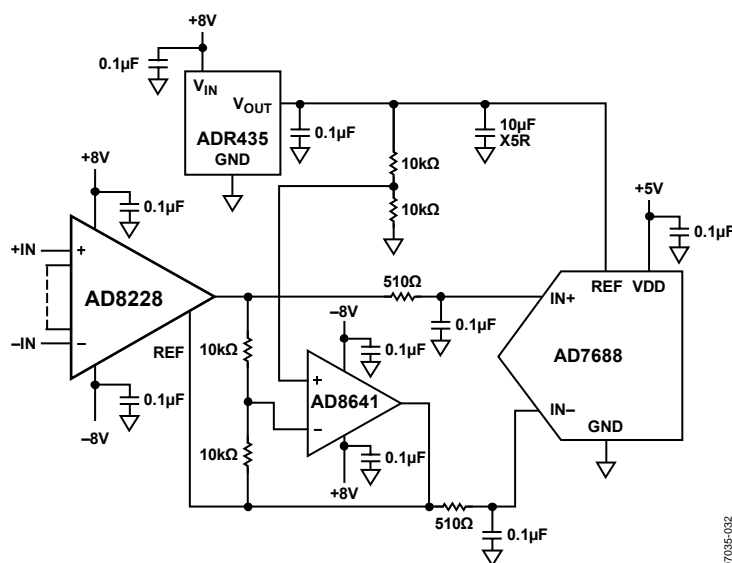 +8V
0.1µF
VIN
VOUT
ADR435
GND
0.1µF
10µF
X5R
10kΩ
10kΩ
+8V
0.1µF
+5V
0.1µF
+IN
+
AD8228
–IN
–
REF
0.1µF
–8V
510Ω
0.1µF
IN+
REF
VDD
AD7688
IN–
GND
10kΩ
10kΩ
–8V
0.1µF
+
AD8641
–
0.1µF
+8V
510Ω
0.1µF
07035-032